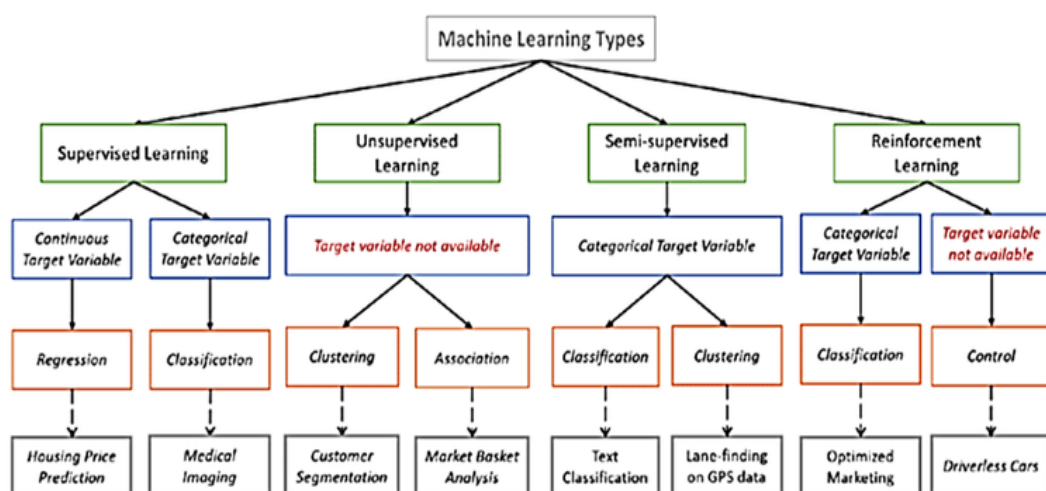 Machine Learning Types
Supervised Learning
Unsupervised
Learning
Semi-supervised
Learning
Reinforcement
Learning
Continuous
Target Variable
Categorical
Target Variable
Target variable not available
Categorical Target Variable
Categorical
Target Variable
Target variable
not available
Regression
Classification
Clustering
Association
Classification
Clustering
Classification
Control
Housing Price
Prediction
Medical
Imaging
Customer
Segmentation
Market Basket
Analysis
Text
Classification
Lane-finding
on GPS data
Optimized
Marketing
Driverless Cars